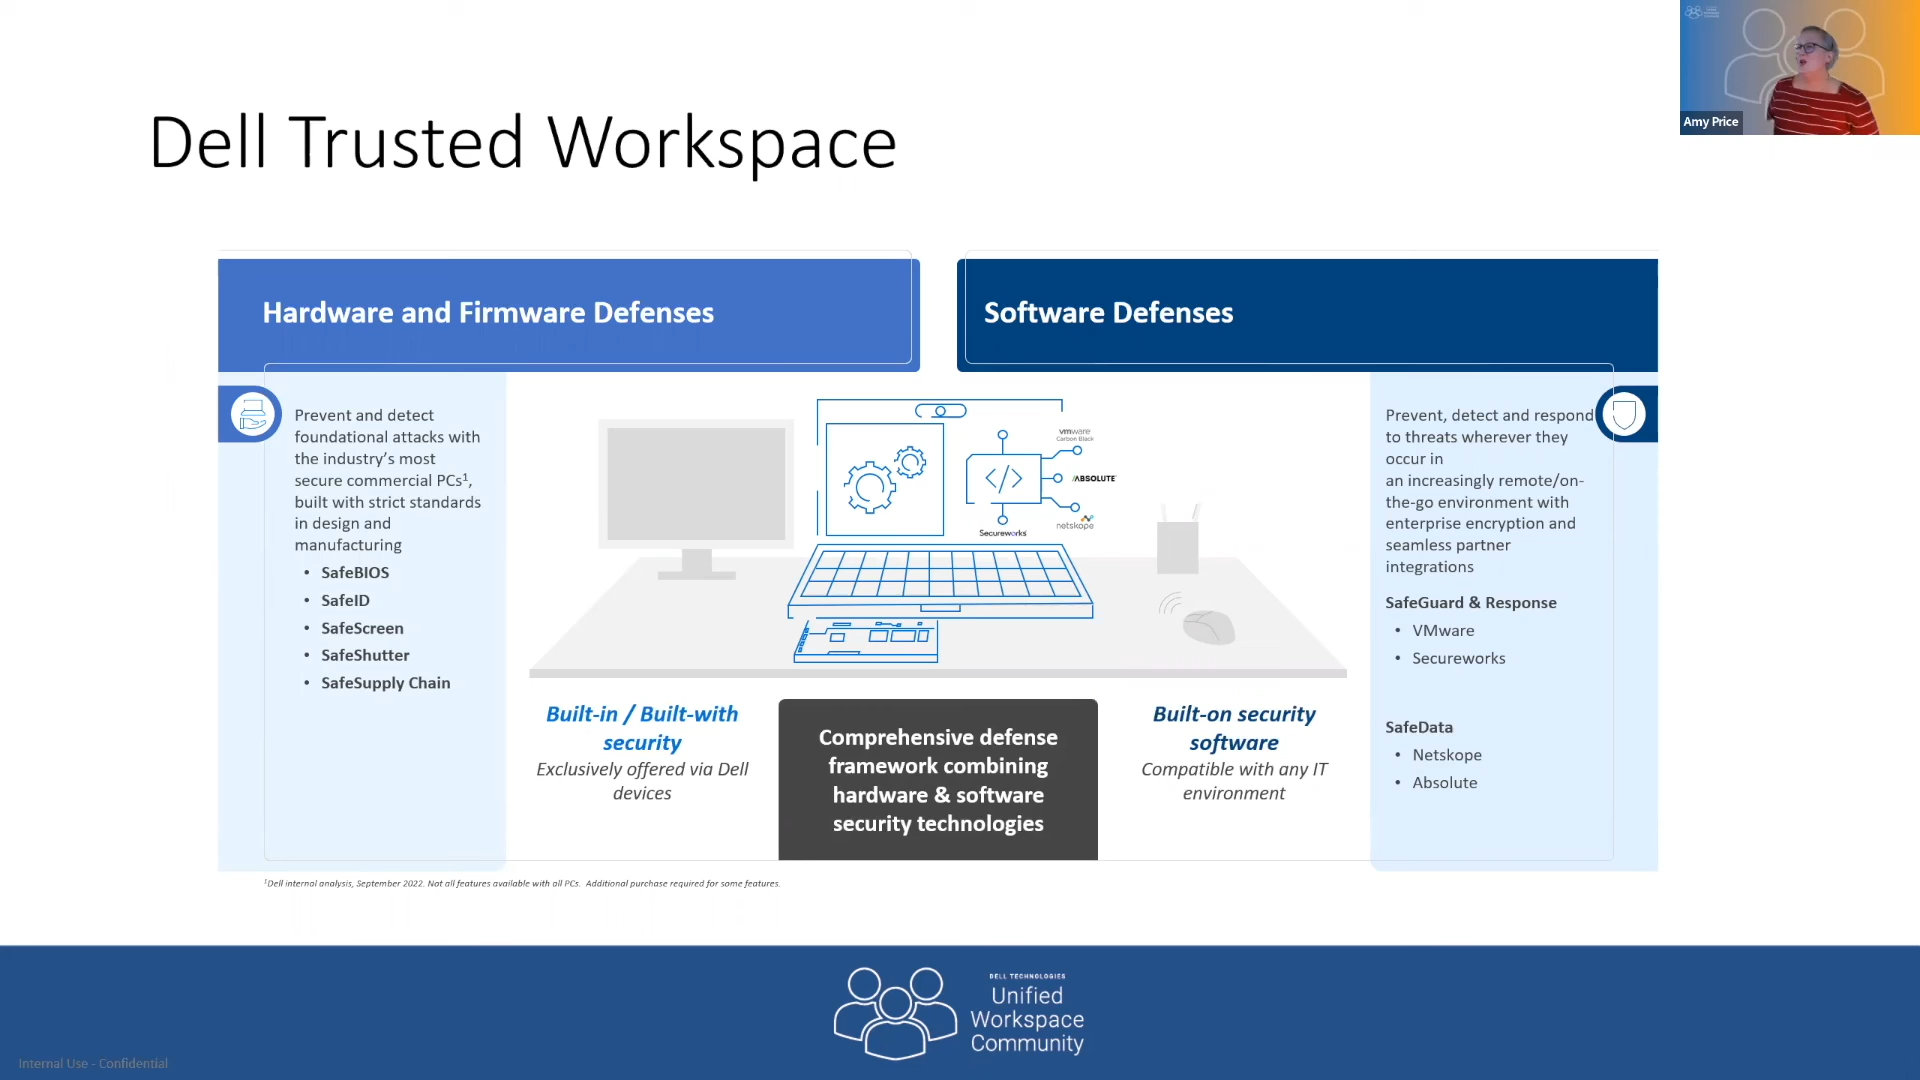 Amy Price
Dell Trusted Workspace
Hardware and Firmware Defenses
Software Defenses
Prevent and detect
foundational attacks with
the industry’s most
secure commercial PCs¹,
built with strict standards
in design and
manufacturing
• SafeBIOS
• SafeID
• SafeScreen
• SafeShutter
• SafeSupply Chain
vmware
Carbon Black
</>
/ABSOLUTE
netskope
Secureworks
Prevent, detect and respond
to threats wherever they
occur in
an increasingly remote/on-
the-go environment with
enterprise encryption and
seamless partner
integrations
SafeGuard & Response
• VMware
• Secureworks
SafeData
• Netskope
• Absolute
Built-in / Built-with
security
Exclusively offered via Dell
devices
Comprehensive defense
framework combining
hardware & software
security technologies
Built-on security
software
Compatible with any IT
environment
¹Dell internal analysis, September 2022. Not all features available with all PCs. Additional purchase required for some features.
DELL TECHNOLOGIES
Unified
Workspace
Community
Internal Use - Confidential